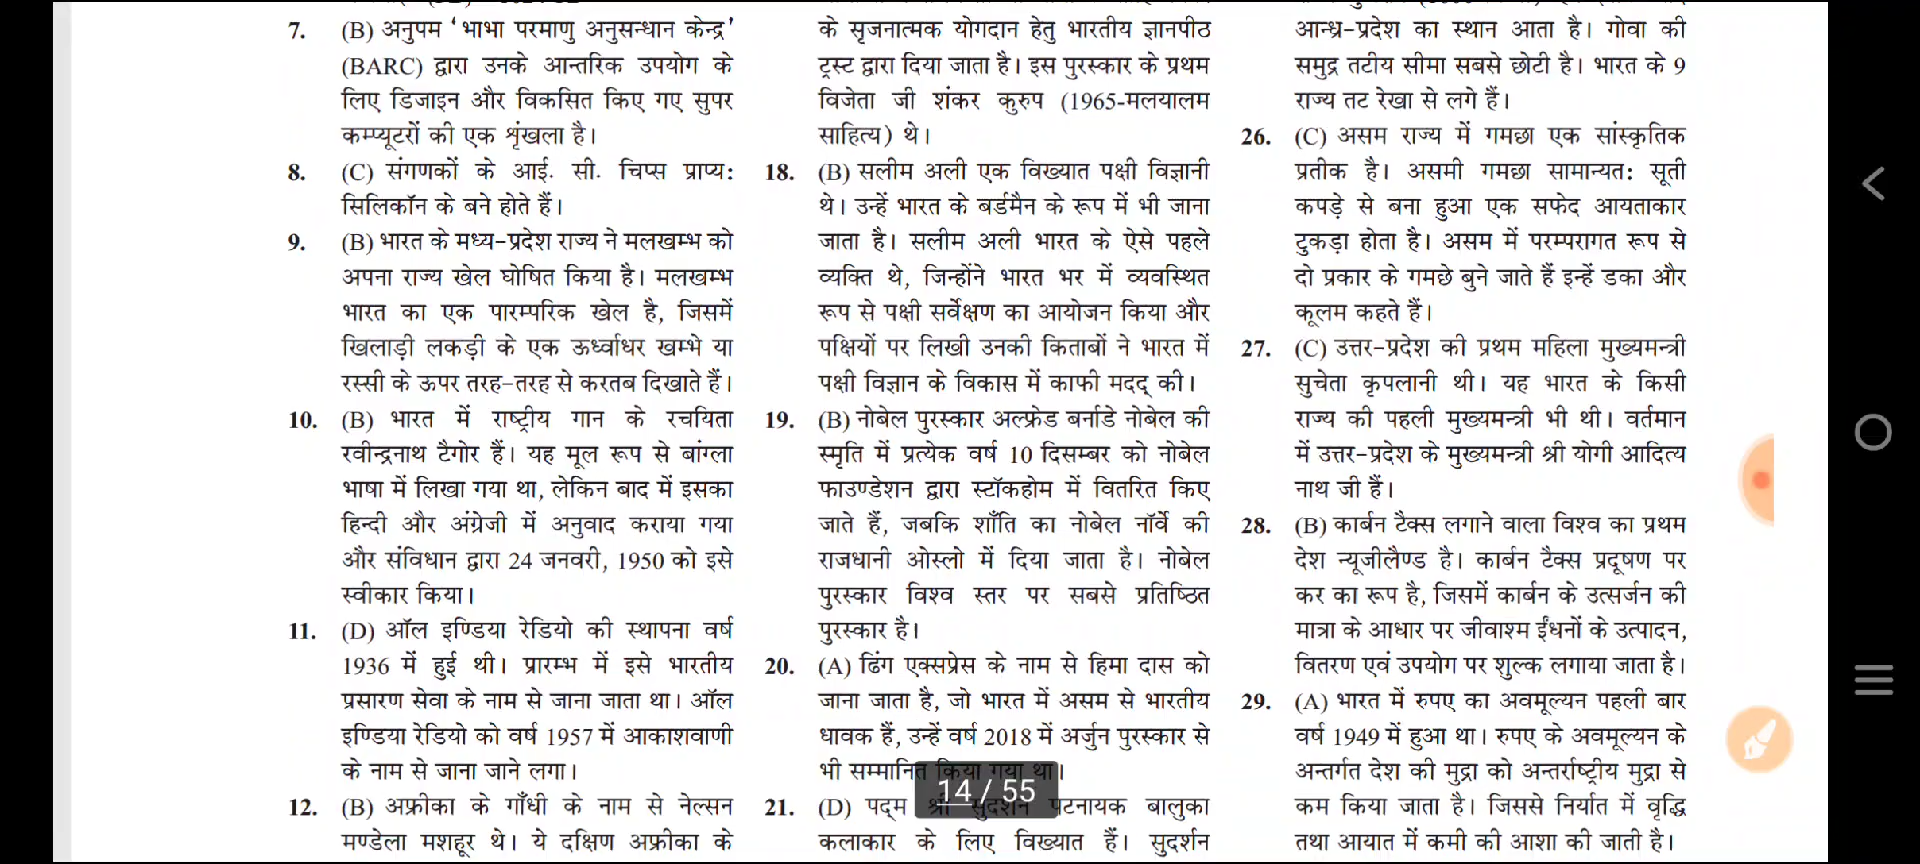 7. (B) अनुपम ‘भाभा परमाणु अनुसन्धान केन्द्र’
(BARC) द्वारा उनके आन्तरिक उपयोग के
लिए डिजाइन और विकसित किए गए सुपर
कम्प्यूटरों की एक शृंखला है।
8. (C) संगणकों के आई. सी. चिप्स प्राप्य:
सिलिकॉन के बने होते हैं।
9. (B) भारत के मध्य-प्रदेश राज्य ने मलखम्भ को
अपना राज्य खेल घोषित किया है। मलखम्भ
भारत का एक पारम्परिक खेल है, जिसमें
खिलाड़ी लकड़ी के एक ऊर्ध्वाधर खम्भे या
रस्सी के ऊपर तरह-तरह से करतब दिखाते हैं।
10. (B) भारत में राष्ट्रीय गान के रचयिता
रवीन्द्रनाथ टैगोर हैं। यह मूल रूप से बांग्ला
भाषा में लिखा गया था, लेकिन बाद में इसका
हिन्दी और अंग्रेजी में अनुवाद कराया गया
और संविधान द्वारा 24 जनवरी, 1950 को इसे
स्वीकार किया।
11. (D) ऑल इण्डिया रेडियो की स्थापना वर्ष
1936 में हुई थी। प्रारम्भ में इसे भारतीय
प्रसारण सेवा के नाम से जाना जाता था। ऑल
इण्डिया रेडियो को वर्ष 1957 में आकाशवाणी
के नाम से जाना जाने लगा।
12. (B) अफ्रीका के गाँधी के नाम से नेल्सन
मण्डेला मशहूर थे। ये दक्षिण अफ्रीका के
के सृजनात्मक योगदान हेतु भारतीय ज्ञानपीठ
ट्रस्ट द्वारा दिया जाता है। इस पुरस्कार के प्रथम
विजेता जी शंकर कुरुप (1965-मलयालम
साहित्य) थे।
18. (B) सलीम अली एक विख्यात पक्षी विज्ञानी
थे। उन्हें भारत के बर्डमैन के रूप में भी जाना
जाता है। सलीम अली भारत के ऐसे पहले
व्यक्ति थे, जिन्होंने भारत भर में व्यवस्थित
रूप से पक्षी सर्वेक्षण का आयोजन किया और
पक्षियों पर लिखी उनकी किताबों ने भारत में
पक्षी विज्ञान के विकास में काफी मदद् की।
19. (B) नोबेल पुरस्कार अल्फ्रेड बर्नाडे नोबेल की
स्मृति में प्रत्येक वर्ष 10 दिसम्बर को नोबेल
फाउण्डेशन द्वारा स्टॉकहोम में वितरित किए
जाते हैं, जबकि शाँति का नोबेल नॉर्वे की
राजधानी ओस्लो में दिया जाता है। नोबेल
पुरस्कार विश्व स्तर पर सबसे प्रतिष्ठित
पुरस्कार है।
20. (A) ढिंग एक्सप्रेस के नाम से हिमा दास को
जाना जाता है, जो भारत में असम से भारतीय
धावक हैं, उन्हें वर्ष 2018 में अर्जुन पुरस्कार से
भी सम्मानित किया गया था।
21. (D) पद्म श्री सुदर्शन पटनायक बालुका
कलाकार के लिए विख्यात हैं। सुदर्शन
14 / 55
आन्ध्र-प्रदेश का स्थान आता है। गोवा की
समुद्र तटीय सीमा सबसे छोटी है। भारत के 9
राज्य तट रेखा से लगे हैं।
26. (C) असम राज्य में गमछा एक सांस्कृतिक
प्रतीक है। असमी गमछा सामान्यत: सूती
कपड़े से बना हुआ एक सफेद आयताकार
टुकड़ा होता है। असम में परम्परागत रूप से
दो प्रकार के गमछे बुने जाते हैं इन्हें डका और
कूलम कहते हैं।
27. (C) उत्तर-प्रदेश की प्रथम महिला मुख्यमन्त्री
सुचेता कृपलानी थी। यह भारत के किसी
राज्य की पहली मुख्यमन्त्री भी थी। वर्तमान
में उत्तर-प्रदेश के मुख्यमन्त्री श्री योगी आदित्य
नाथ जी हैं।
28. (B) कार्बन टैक्स लगाने वाला विश्व का प्रथम
देश न्यूजीलैण्ड है। कार्बन टैक्स प्रदूषण पर
कर का रूप है, जिसमें कार्बन के उत्सर्जन की
मात्रा के आधार पर जीवाश्म ईंधनों के उत्पादन,
वितरण एवं उपयोग पर शुल्क लगाया जाता है।
29. (A) भारत में रुपए का अवमूल्यन पहली बार
वर्ष 1949 में हुआ था। रुपए के अवमूल्यन के
अन्तर्गत देश की मुद्रा को अन्तर्राष्ट्रीय मुद्रा से
कम किया जाता है। जिससे निर्यात में वृद्धि
तथा आयात में कमी की आशा की जाती है।